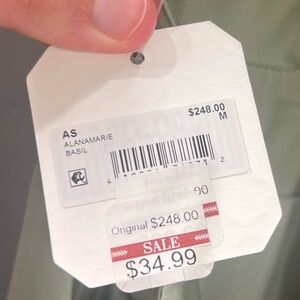 $248.00
AS M
ALANAMARIE
BASIL
Original $248.00
SALE
$34.99